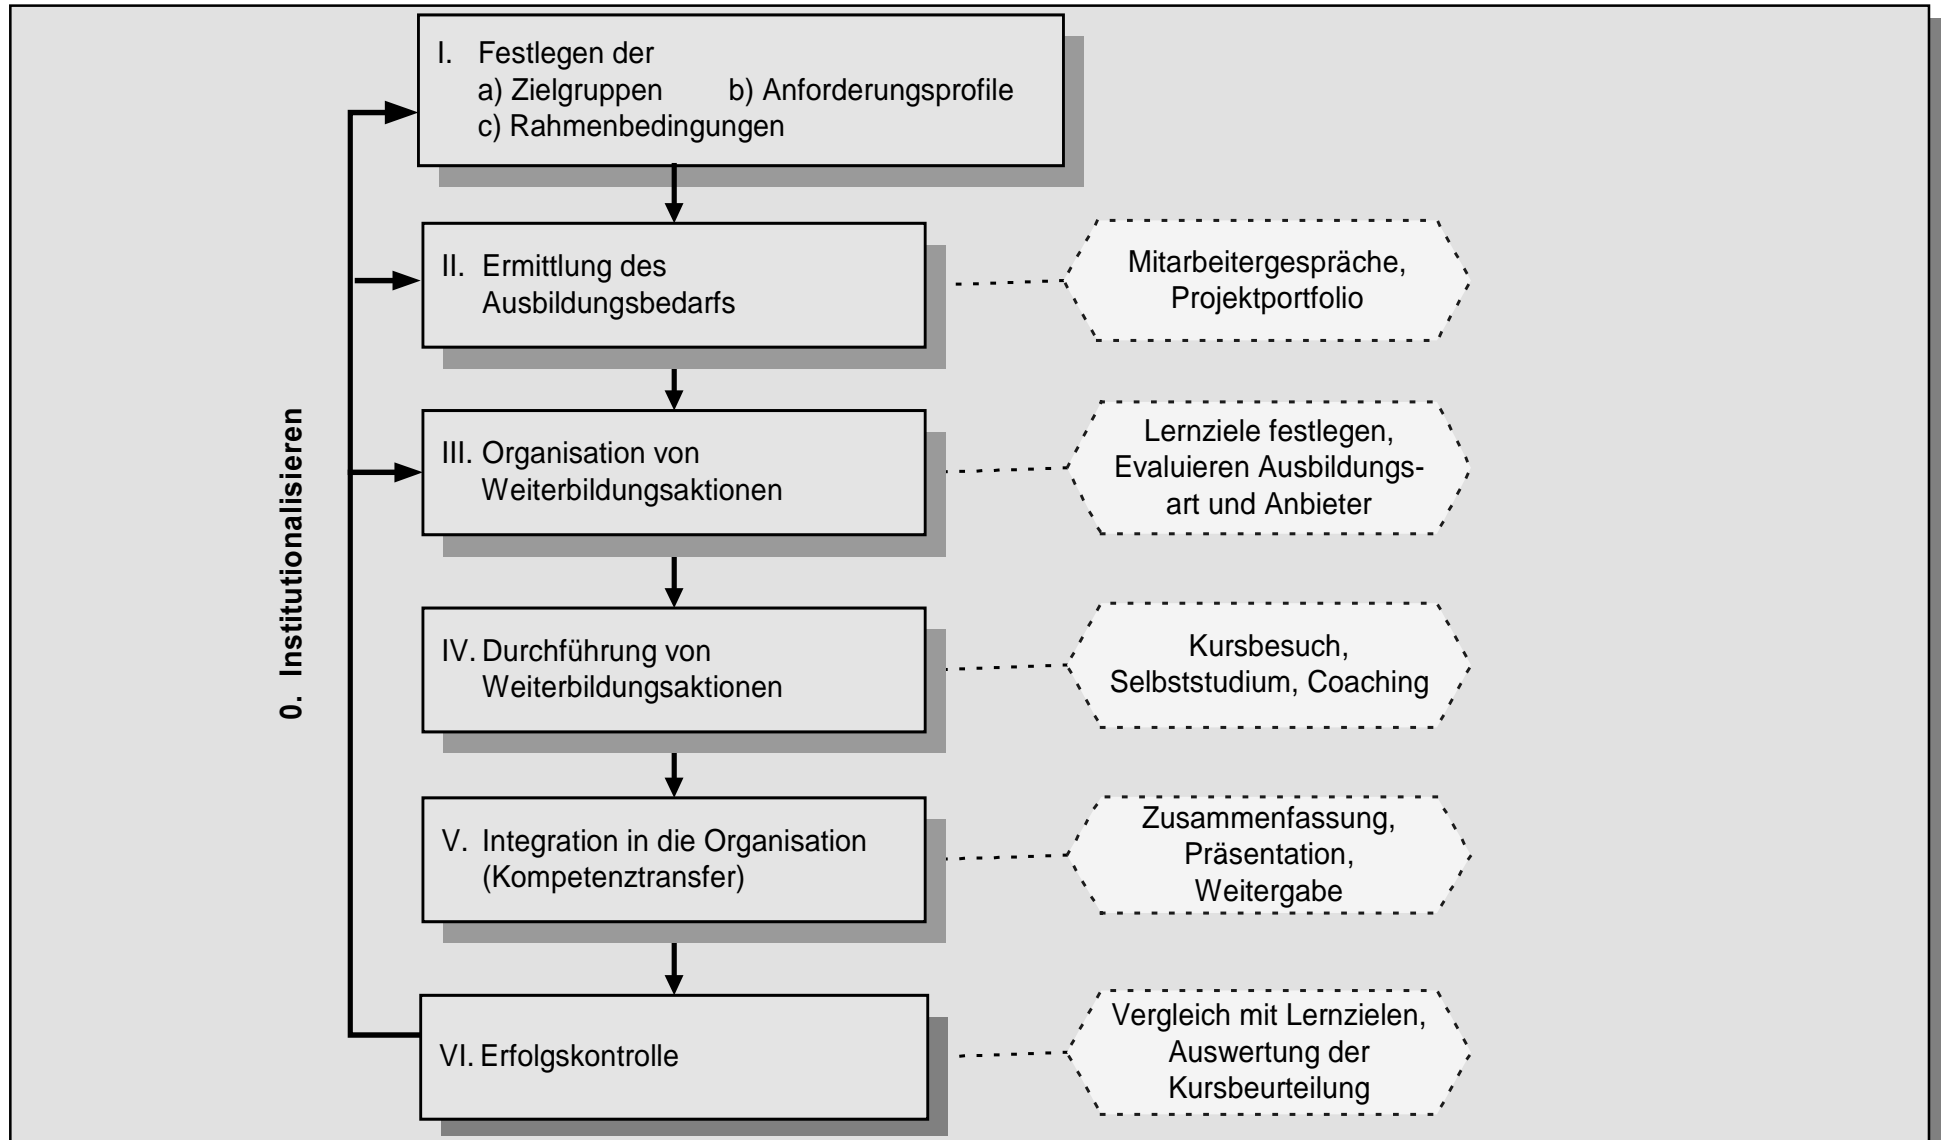 I. Festlegen der
a) Zielgruppen b) Anforderungsprofile
c) Rahmenbedingungen
II. Ermittlung des
Ausbildungsbedarfs
Mitarbeitergespräche,
Projektportfolio
III. Organisation von
Weiterbildungsaktionen
Lernziele festlegen,
Evaluieren Ausbildungs-
art und Anbieter
0. Institutionalisieren
IV. Durchführung von
Weiterbildungsaktionen
Kursbesuch,
Selbststudium, Coaching
V. Integration in die Organisation
(Kompetenztransfer)
Zusammenfassung,
Präsentation,
Weitergabe
VI. Erfolgskontrolle
Vergleich mit Lernzielen,
Auswertung der
Kursbeurteilung